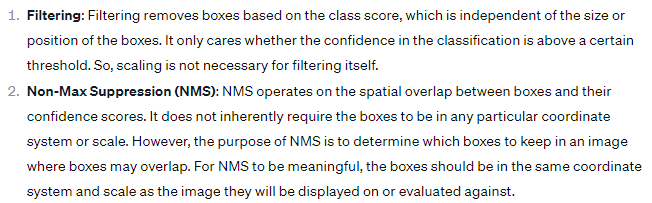 1. Filtering: Filtering removes boxes based on the class score, which is independent of the size or
position of the boxes. It only cares whether the confidence in the classification is above a certain
threshold. So, scaling is not necessary for filtering itself.
2. Non-Max Suppression (NMS): NMS operates on the spatial overlap between boxes and their
confidence scores. It does not inherently require the boxes to be in any particular coordinate
system or scale. However, the purpose of NMS is to determine which boxes to keep in an image
where boxes may overlap. For NMS to be meaningful, the boxes should be in the same coordinate
system and scale as the image they will be displayed on or evaluated against.